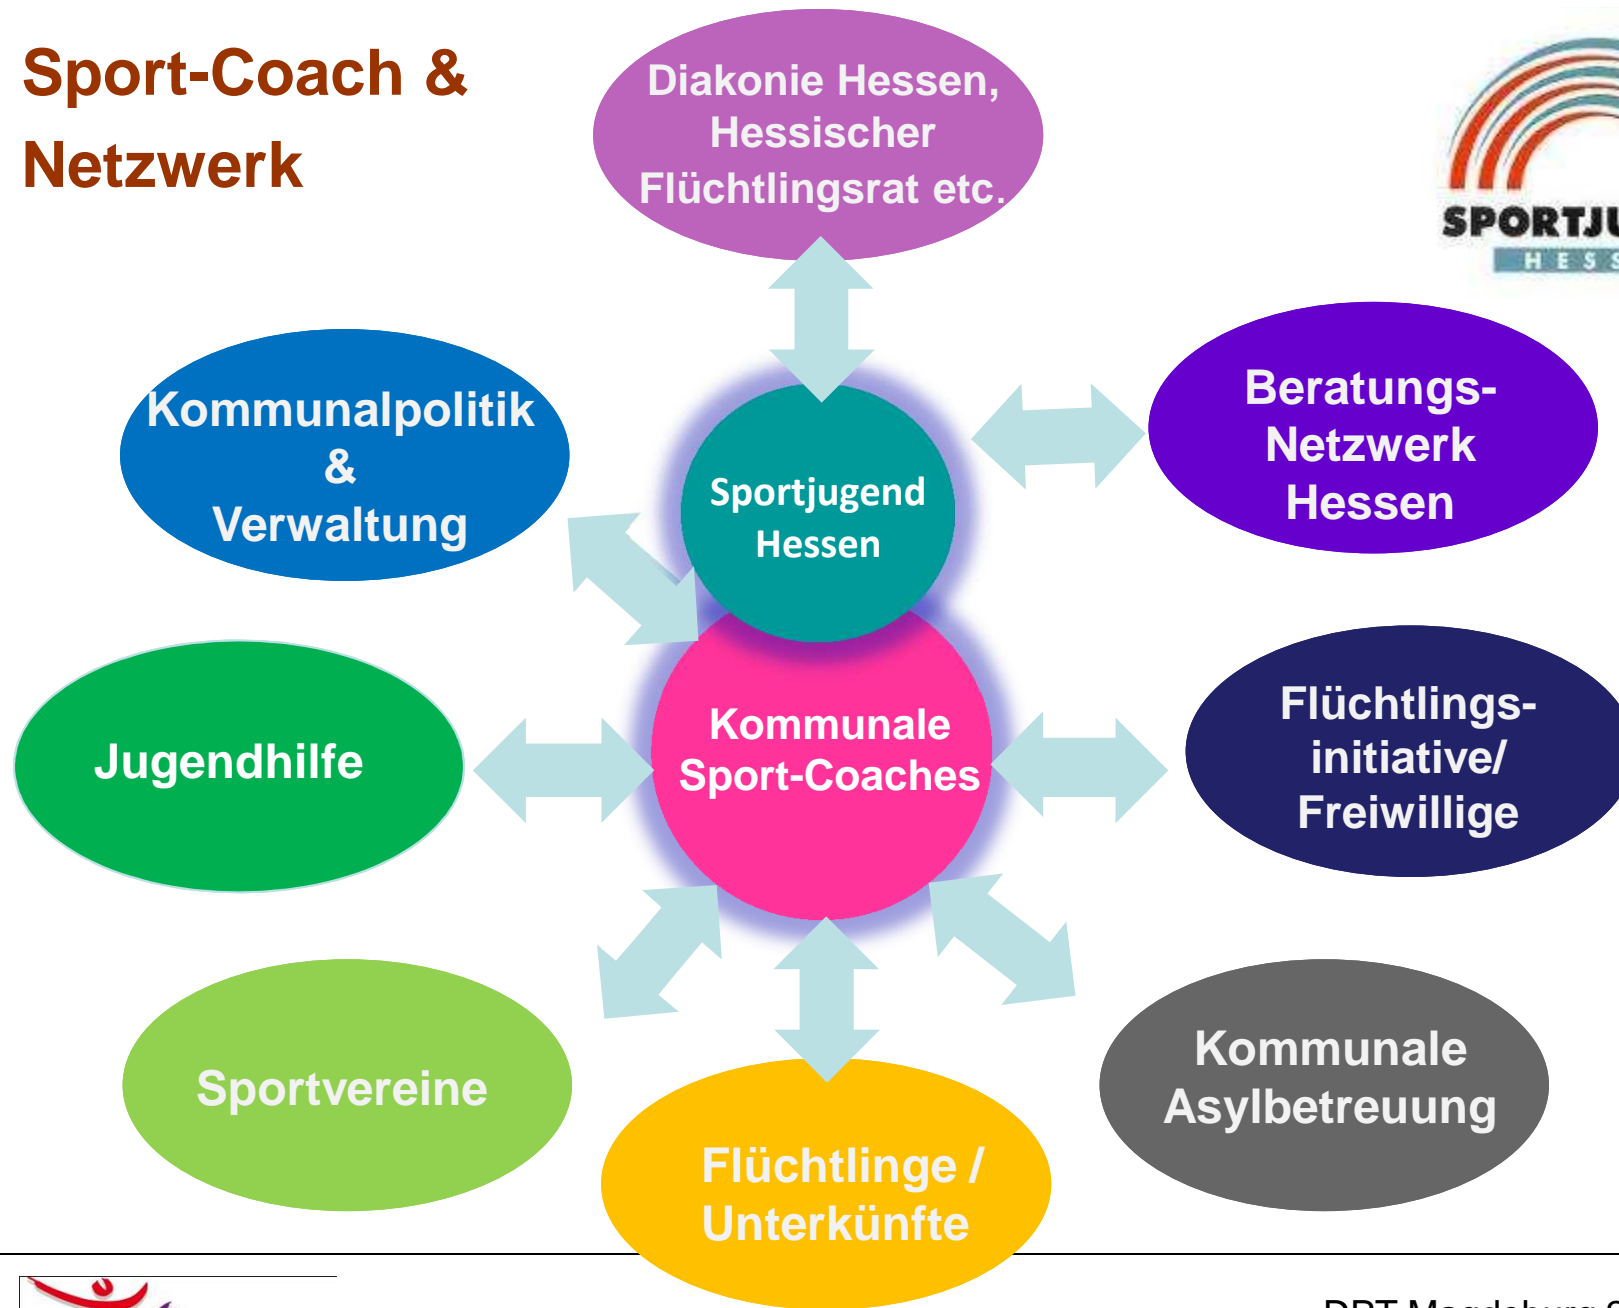 Sport-Coach &
Netzwerk
Diakonie Hessen,
Hessischer
Flüchtlingsrat etc.
Kommunalpolitik
&
Verwaltung
Sportjugend
Hessen
Beratungs-
Netzwerk
Hessen
Jugendhilfe
Kommunale
Sport-Coaches
Flüchtlings-
initiative/
Freiwillige
Sportvereine
Flüchtlinge /
Unterkünfte
Kommunale
Asylbetreuung